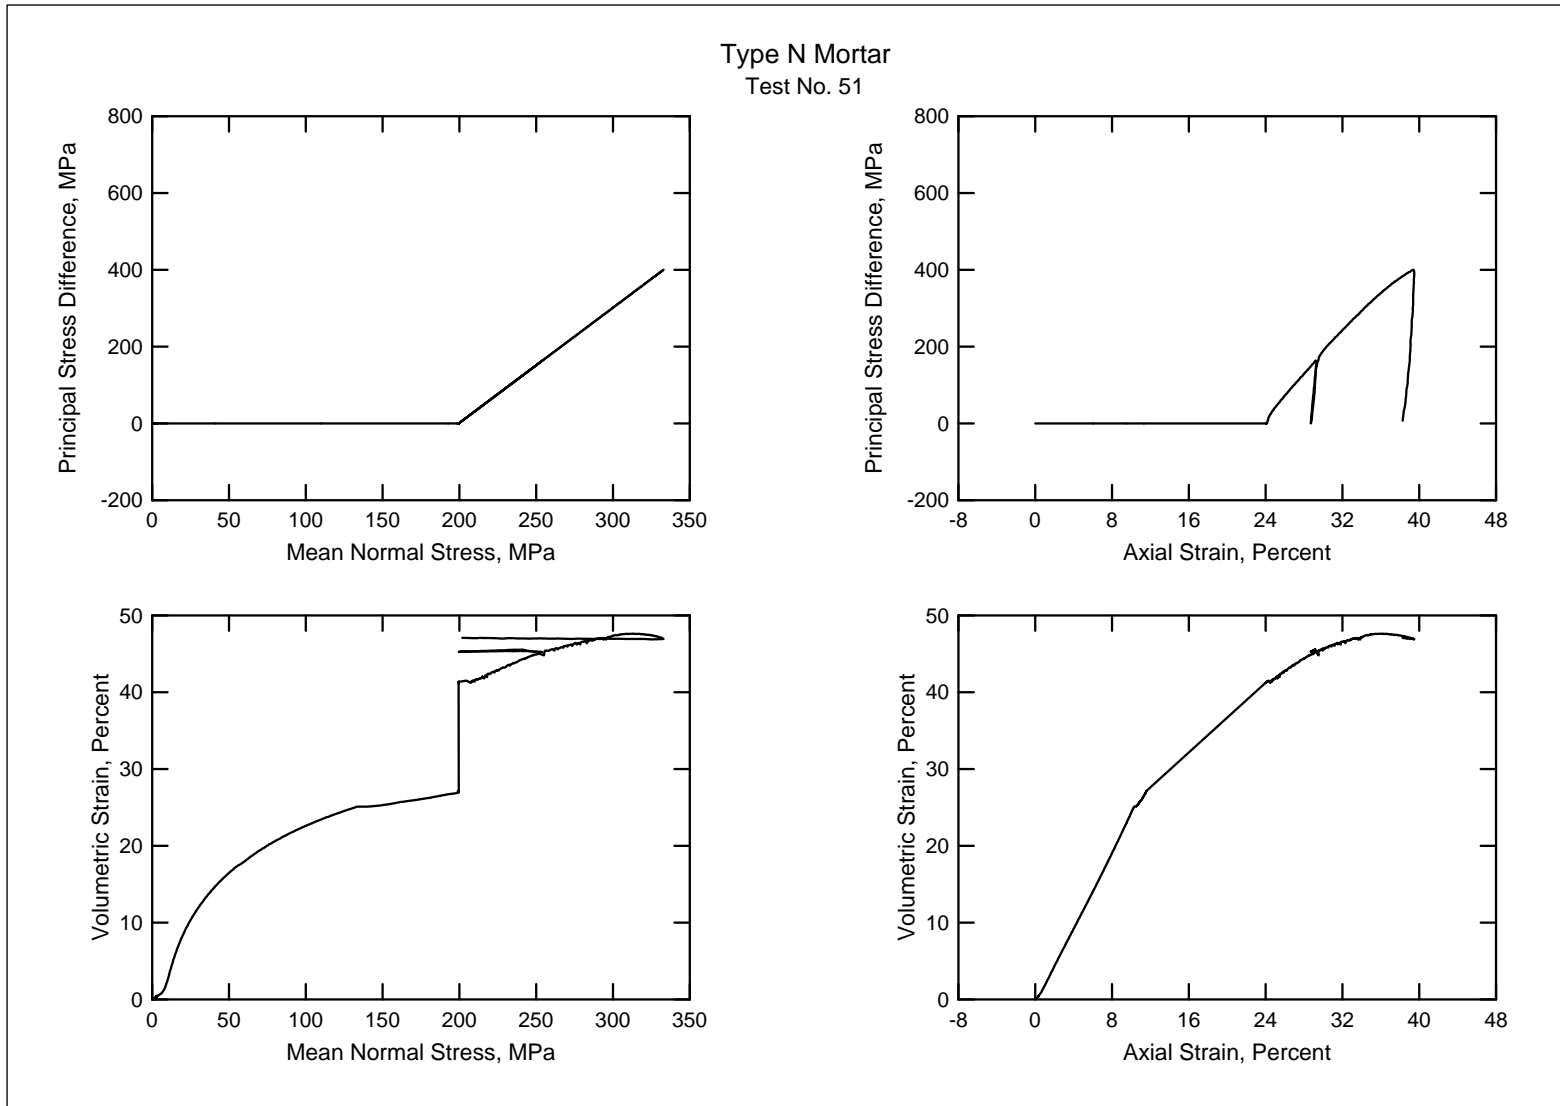 Type N Mortar
Test No. 51
Principal Stress Difference, MPa
800
600
400
200
0
-200
0 50 100 150 200 250 300 350
Mean Normal Stress, MPa
Principal Stress Difference, MPa
800
600
400
200
0
-200
-8 0 8 16 24 32 40 48
Axial Strain, Percent
Volumetric Strain, Percent
50
40
30
20
10
0
0 50 100 150 200 250 300 350
Mean Normal Stress, MPa
Volumetric Strain, Percent
50
40
30
20
10
0
-8 0 8 16 24 32 40 48
Axial Strain, Percent